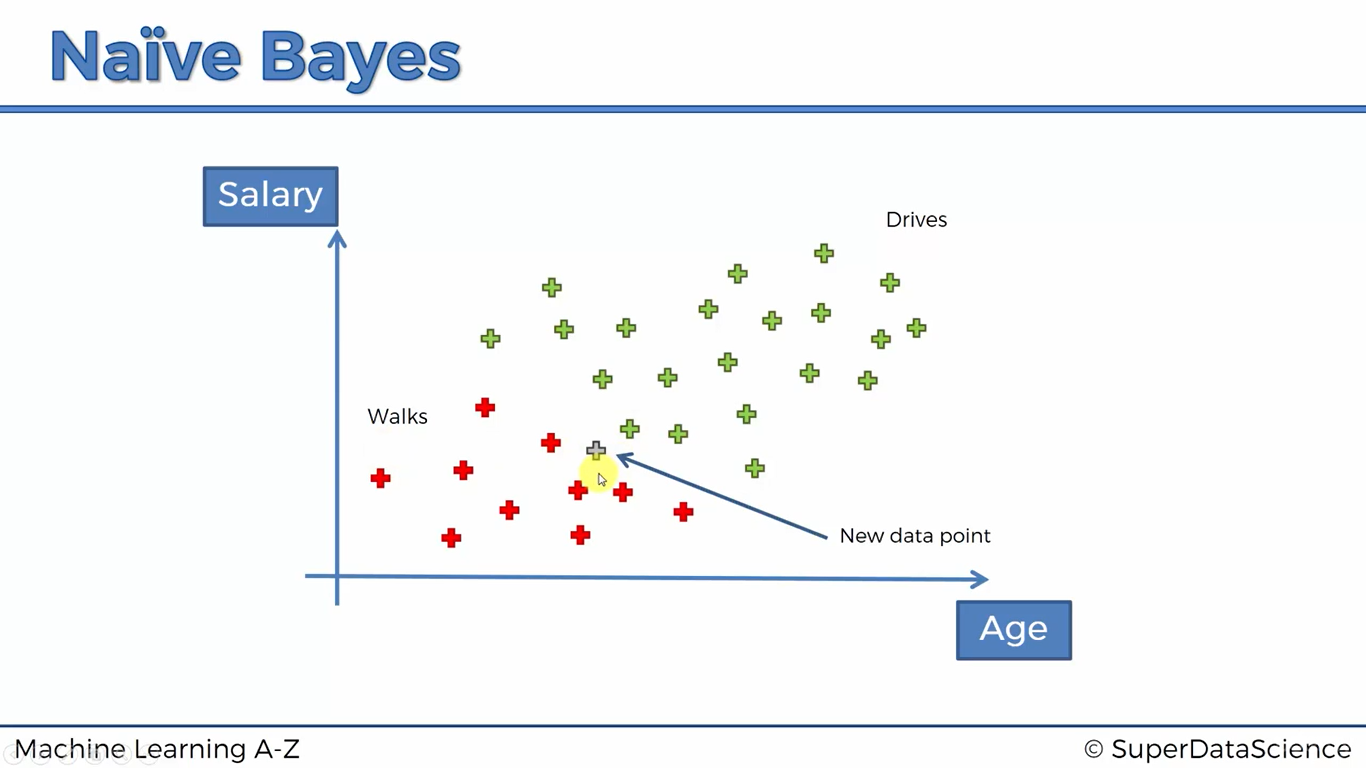 Naïve Bayes
Salary
Drives
Walks
New data point
Age
Machine Learning A-Z
© SuperDataScience